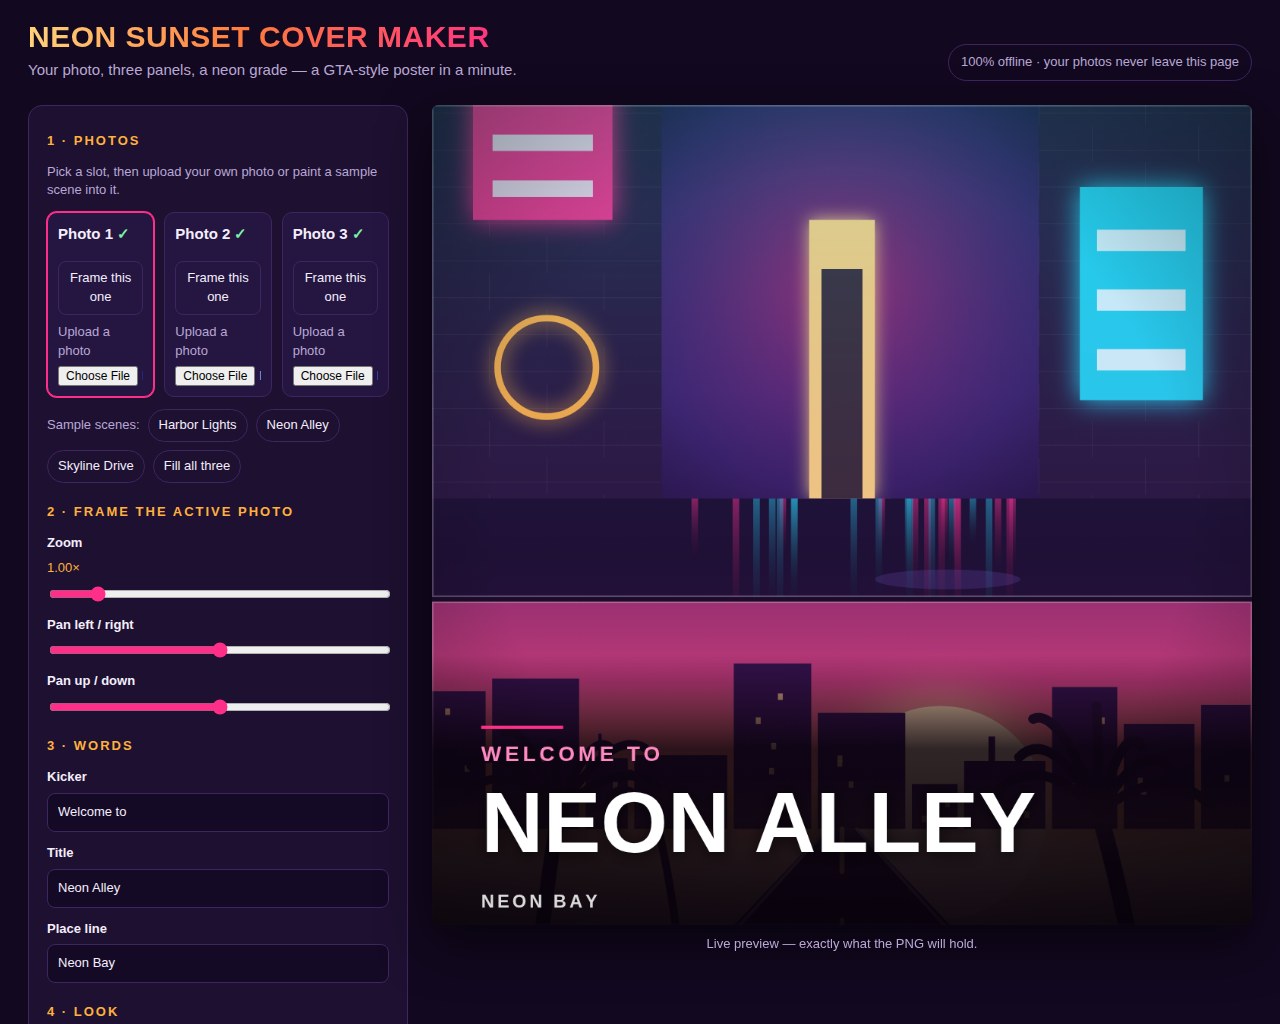 NEON SUNSET COVER MAKER
Your photo, three panels, a neon grade — a GTA-style poster in a minute.
100% offline · your photos never leave this page
1 · PHOTOS
Pick a slot, then upload your own photo or paint a sample
scene into it.
Photo 1 ✓
Frame this
one
Upload a
photo
Choose File
Photo 2 ✓
Frame this
one
Upload a
photo
Choose File
Photo 3 ✓
Frame this
one
Upload a
photo
Choose File
Sample scenes: Harbor Lights Neon Alley
Skyline Drive Fill all three
2 · FRAME THE ACTIVE PHOTO
Zoom
1.00×
Pan left / right
Pan up / down
3 · WORDS
Kicker
Welcome to
Title
Neon Alley
Place line
Neon Bay
4 · LOOK
WELCOME TO
NEON ALLEY
NEON BAY
Live preview — exactly what the PNG will hold.